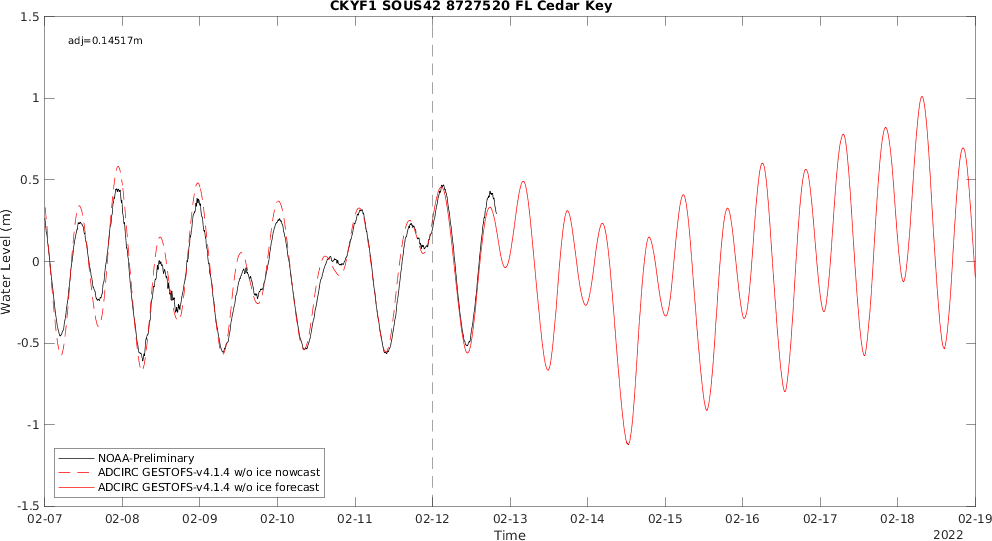 CKYF1 SOUS42 8727520 FL Cedar Key
adj=0.14517m
1.5
1
0.5
0
-0.5
-1
-1.5
Water Level (m)
NOAA-Preliminary
ADCIRC GESTOFS-v4.1.4 w/o ice nowcast
ADCIRC GESTOFS-v4.1.4 w/o ice forecast
02-07 02-08 02-09 02-10 02-11 02-12 02-13 02-14 02-15 02-16 02-17 02-18 02-19
Time
2022